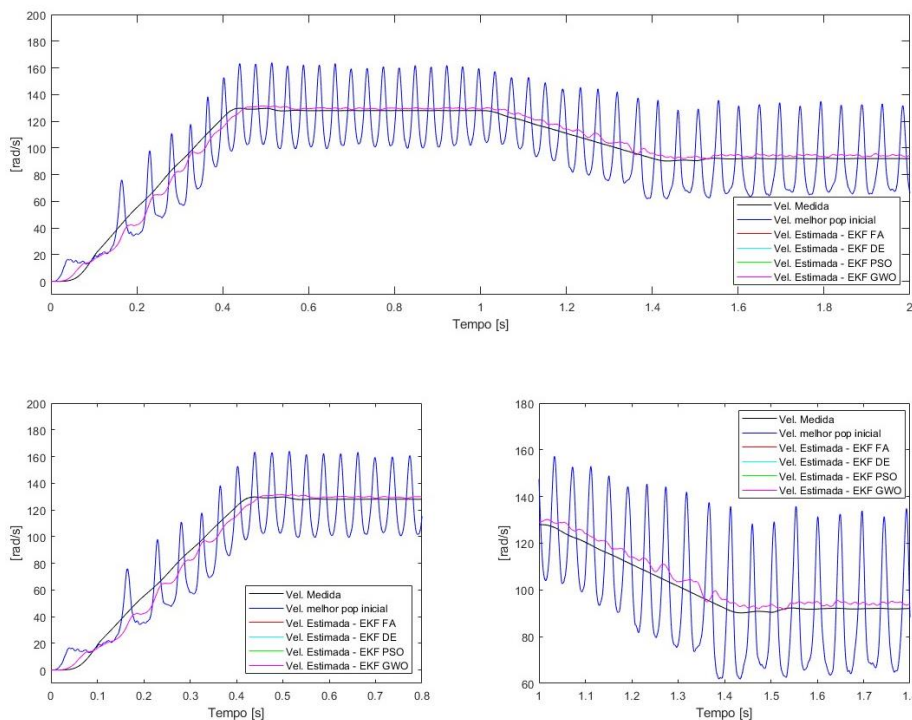 200
180
160
140
120
100
80
60
40
20
0
[rad/s]
Vel. Medida
Vel. melhor pop inicial
Vel. Estimada - EKF FA
Vel. Estimada - EKF DE
Vel. Estimada - EKF PSO
Vel. Estimada - EKF GWO
0 0.2 0.4 0.6 0.8 1 1.2 1.4 1.6 1.8 2
Tempo [s]
200
180
160
140
120
100
80
60
40
20
0
[rad/s]
Vel. Medida
Vel. melhor pop inicial
Vel. Estimada - EKF FA
Vel. Estimada - EKF DE
Vel. Estimada - EKF PSO
Vel. Estimada - EKF GWO
0 0.1 0.2 0.3 0.4 0.5 0.6 0.7 0.8
Tempo [s]
180
160
140
120
100
80
60
[rad/s]
Vel. Medida
Vel. melhor pop inicial
Vel. Estimada - EKF FA
Vel. Estimada - EKF DE
Vel. Estimada - EKF PSO
Vel. Estimada - EKF GWO
1 1.1 1.2 1.3 1.4 1.5 1.6 1.7
Tempo [s]